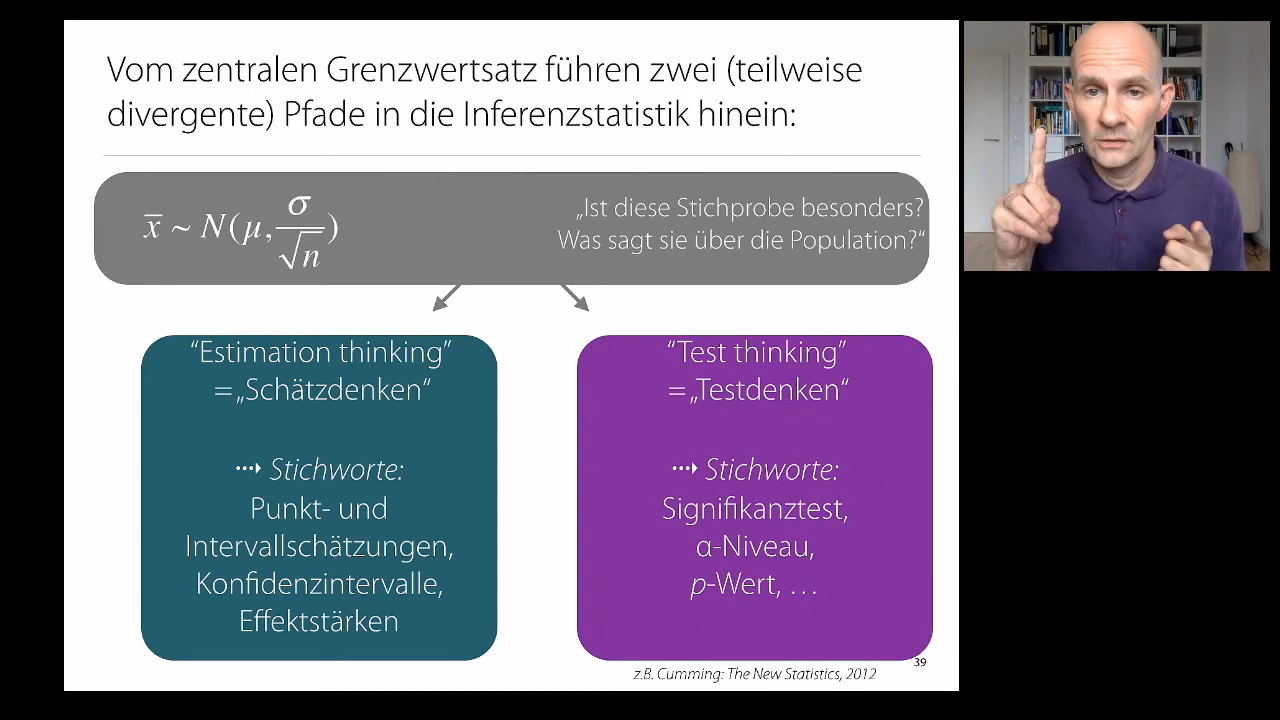 Vom zentralen Grenzwertsatz führen zwei (teilweise
divergente) Pfade in die Inferenzstatistik hinein:
x̅ ~ N(μ, σ/√n)
„Ist diese Stichprobe besonders?
Was sagt sie über die Population?“
“Estimation thinking”
=„Schätzdenken“
⤑ Stichworte:
Punkt- und
Intervallschätzungen,
Konfidenzintervalle,
Effektstärken
“Test thinking”
=„Testdenken“
⤑ Stichworte:
Signifikanztest,
α-Niveau,
p-Wert, …
39
z.B. Cumming: The New Statistics, 2012